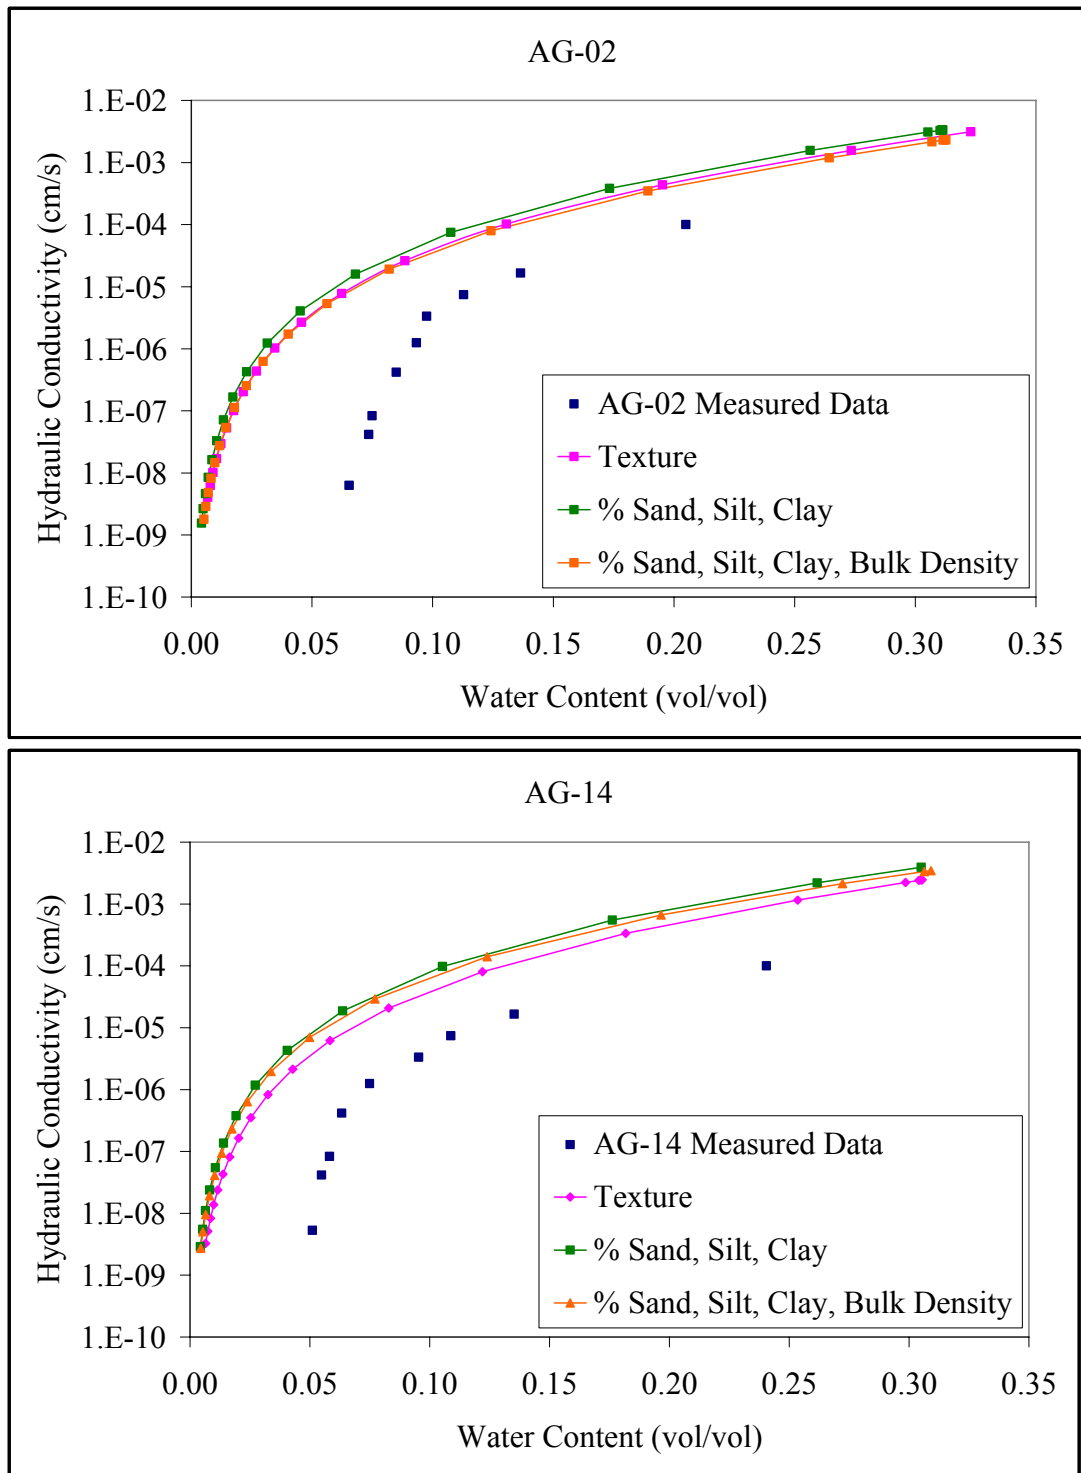 AG-02
1.E-02
1.E-03
1.E-04
1.E-05
1.E-06
1.E-07
1.E-08
1.E-09
1.E-10
Hydraulic Conductivity (cm/s)
AG-02 Measured Data
Texture
% Sand, Silt, Clay
% Sand, Silt, Clay, Bulk Density
0.00 0.05 0.10 0.15 0.20 0.25 0.30 0.35
Water Content (vol/vol)
AG-14
1.E-02
1.E-03
1.E-04
1.E-05
1.E-06
1.E-07
1.E-08
1.E-09
1.E-10
Hydraulic Conductivity (cm/s)
AG-14 Measured Data
Texture
% Sand, Silt, Clay
% Sand, Silt, Clay, Bulk Density
0.00 0.05 0.10 0.15 0.20 0.25 0.30 0.35
Water Content (vol/vol)